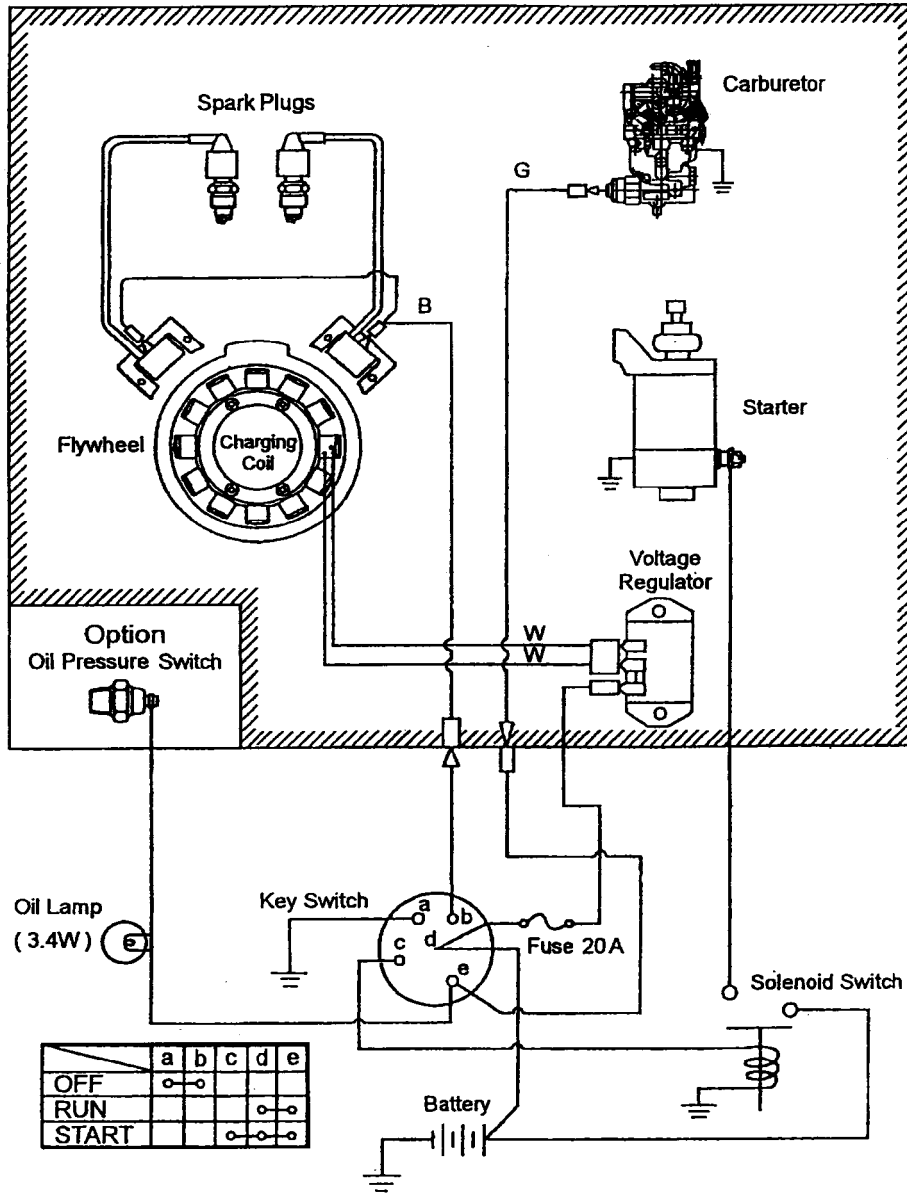 Spark Plugs
Carburetor
G
B
Flywheel
Charging
Coil
Starter
Voltage
Regulator
W
W
Option
Oil Pressure Switch
Oil Lamp
( 3.4W )
Key Switch
a
b
c
d
e
Fuse 20A
Solenoid Switch
Battery
a b c d e
OFF
RUN
START